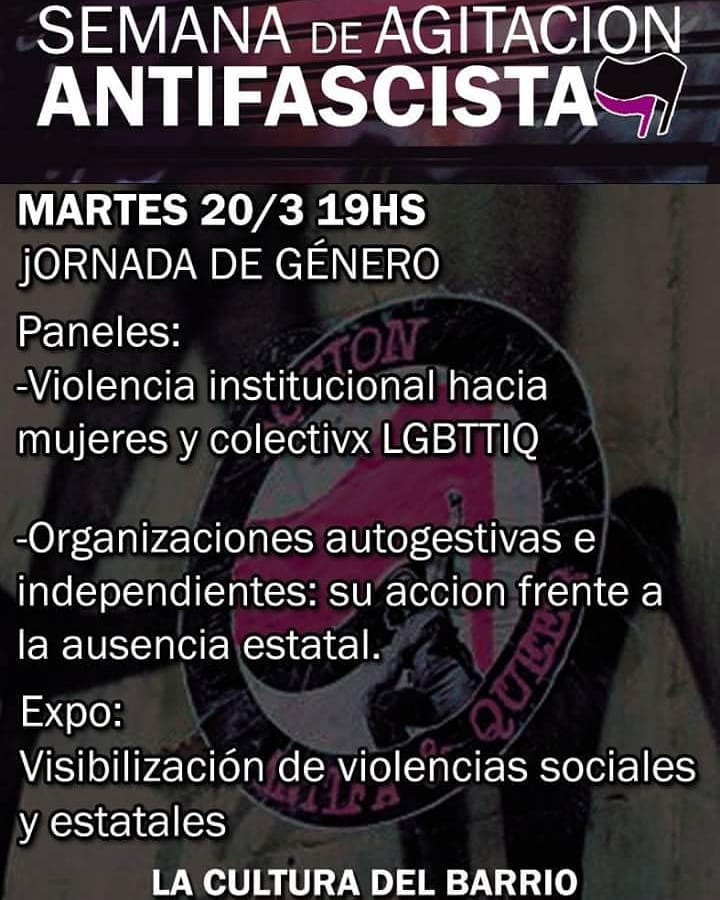 SEMANA DE AGITACION
ANTIFASCISTA
MARTES 20/3 19HS
jORNADA DE GÉNERO
Paneles:
-Violencia institucional hacia
mujeres y colectivx LGBTTIQ
-Organizaciones autogestivas e
independientes: su accion frente a
la ausencia estatal.
Expo:
Visibilización de violencias sociales
y estatales
LA CULTURA DEL BARRIO
QUEER